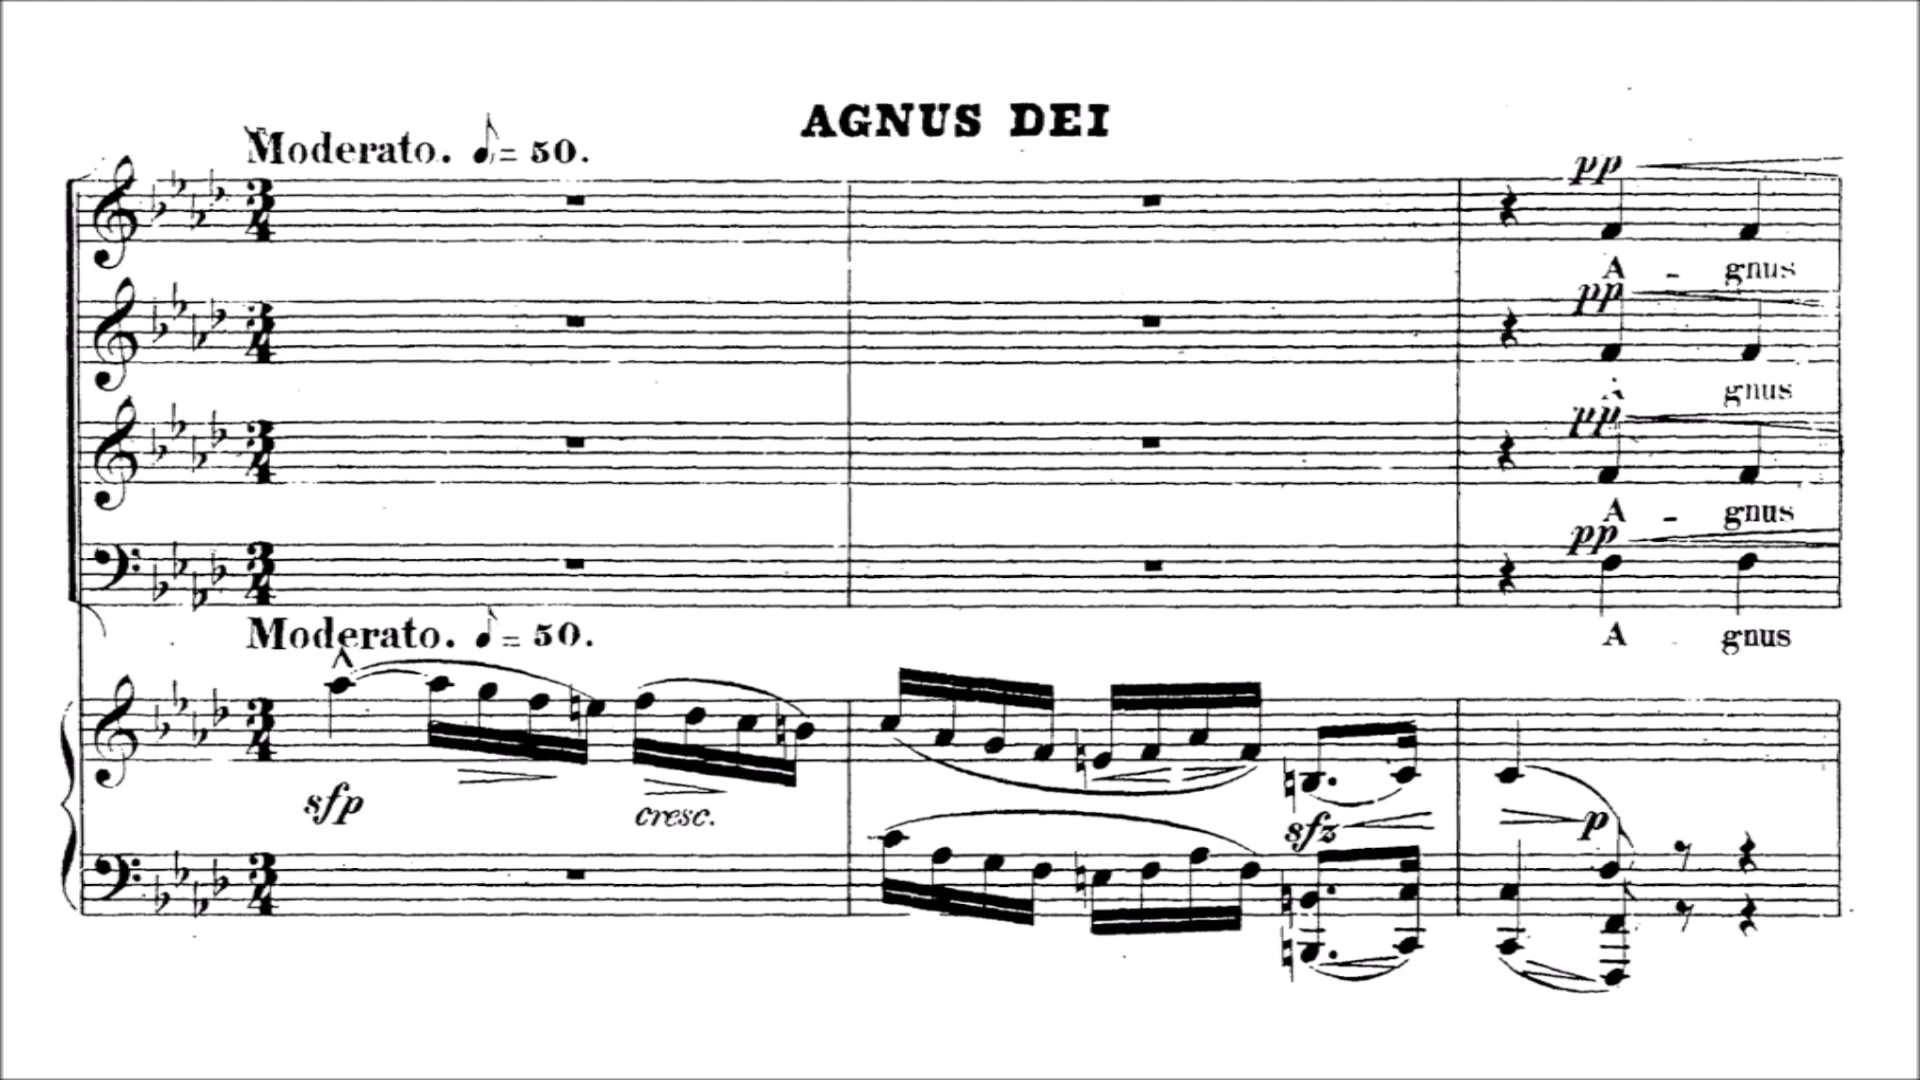 AGNUS DEI
Moderato. ♪= 50.
pp
A - gnus
pp
A gnus
pp
A - gnus
pp
A gnus
Moderato. ♪= 50.
sfp cresc. sfz p